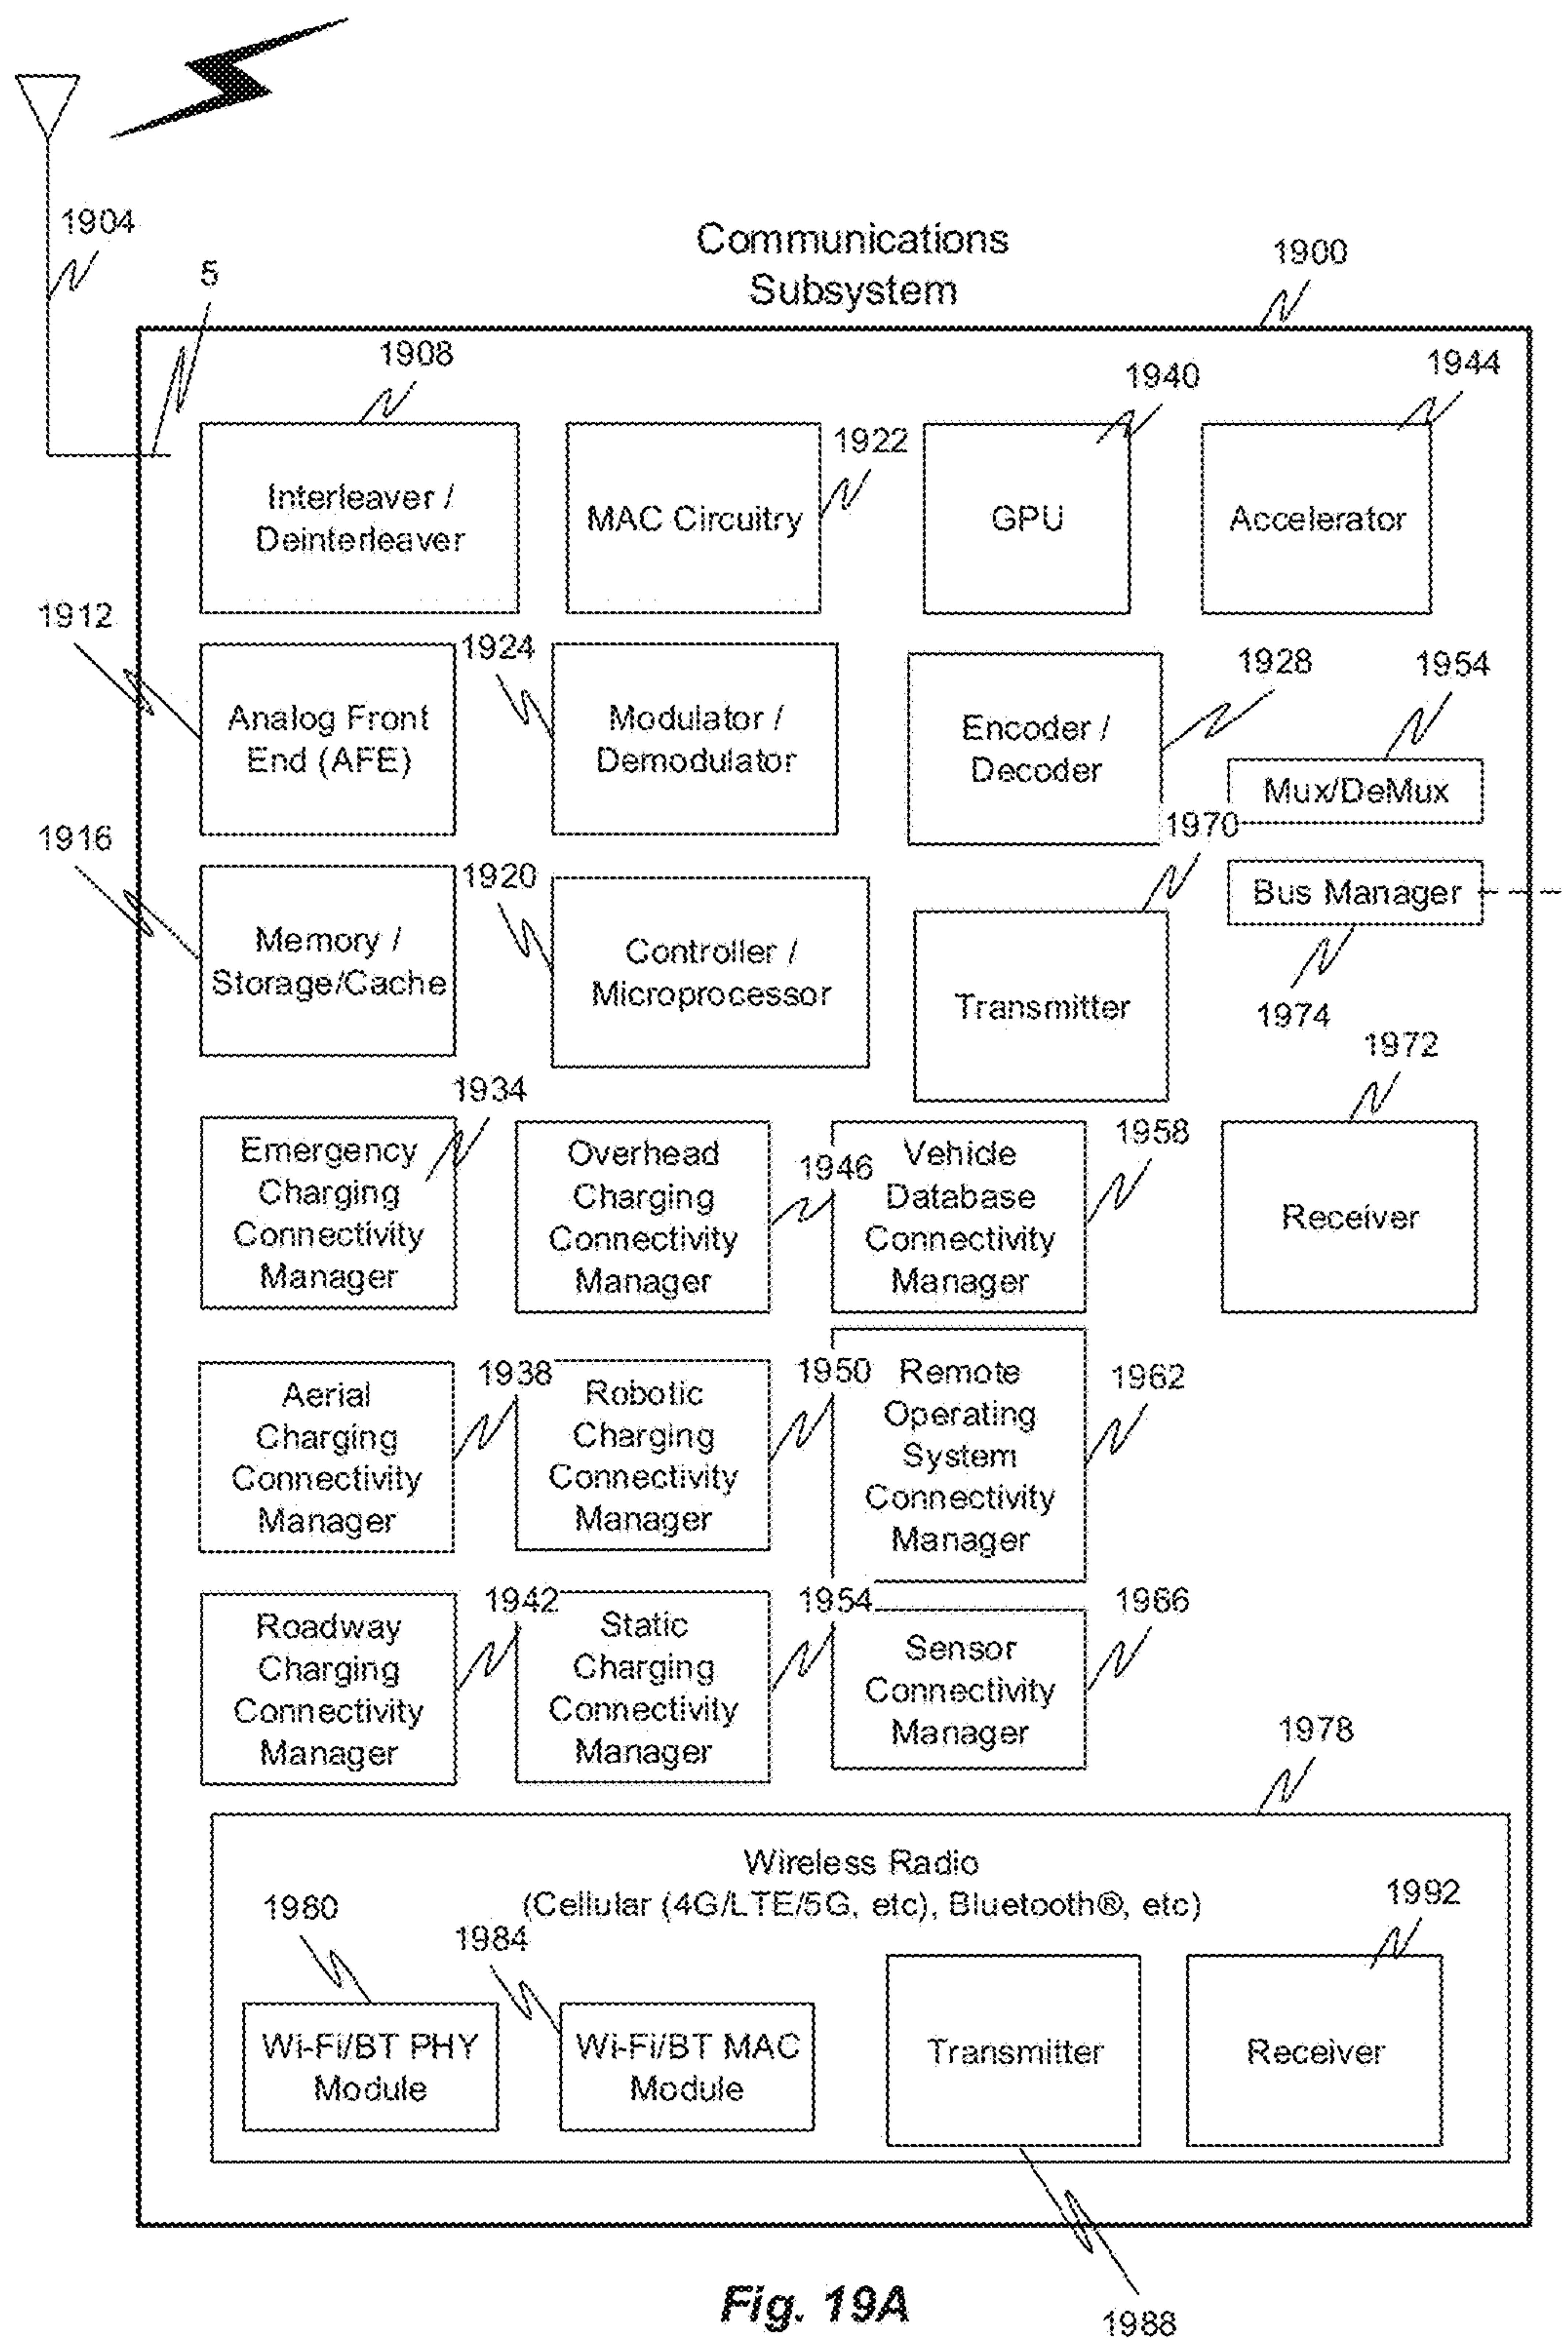 1904
5
Communications
Subsystem
1900
1908
1940
1944
1922
Interleaver /
Deinterleaver
MAC Circuitry
GPU
Accelerator
1912
1924
1928
1954
Analog Front
End (AFE)
Modulator /
Demodulator
Encoder /
Decoder
Mux/DeMux
1970
1916
1920
Bus Manager
Memory /
Storage/Cache
Controller /
Microprocessor
Transmitter
1974
1972
1934
1946
1958
Emergency
Charging
Connectivity
Manager
Overhead
Charging
Connectivity
Manager
Vehicle
Database
Connectivity
Manager
Receiver
1938
1950
1962
Aerial
Charging
Connectivity
Manager
Robotic
Charging
Connectivity
Manager
Remote
Operating
System
Connectivity
Manager
1942
1954
1966
Roadway
Charging
Connectivity
Manager
Static
Charging
Connectivity
Manager
Sensor
Connectivity
Manager
1978
Wireless Radio
(Cellular (4G/LTE/5G, etc), Bluetooth®, etc)
1980
1984
1992
Wi-Fi/BT PHY
Module
Wi-Fi/BT MAC
Module
Transmitter
Receiver
Fig. 19A
1988